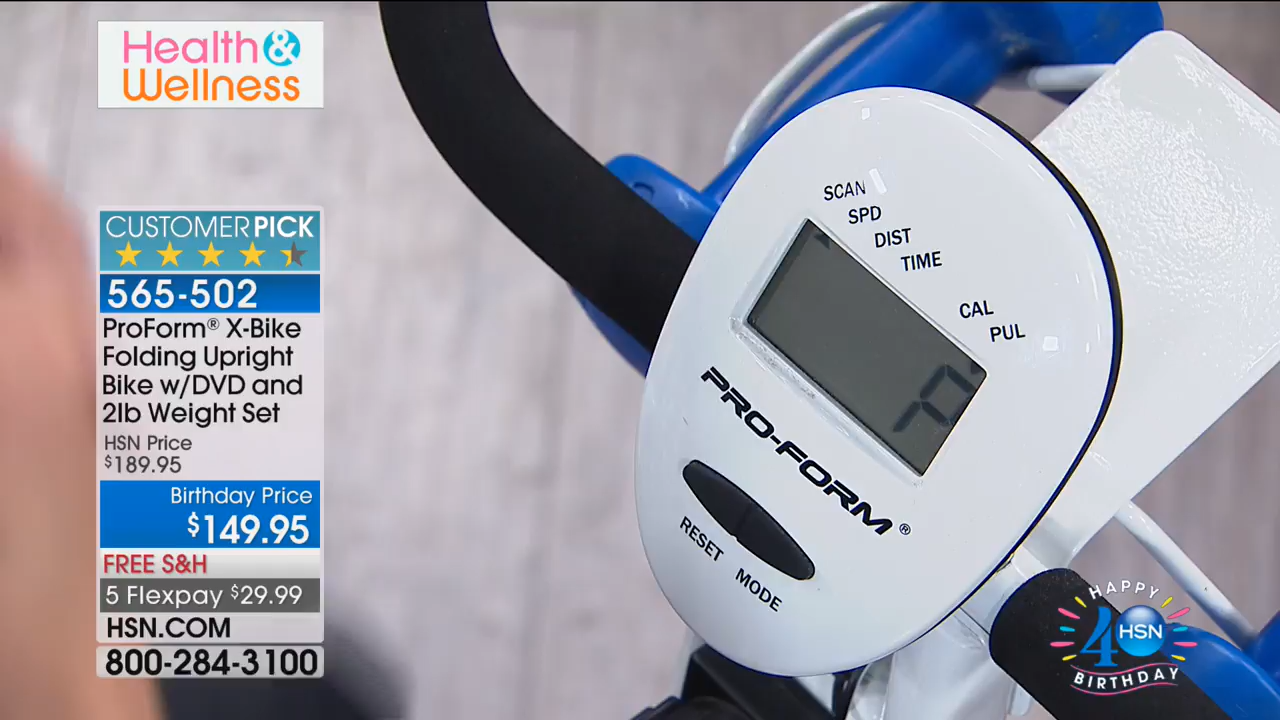 Health&
Wellness
CUSTOMER PICK
565-502
ProForm® X-Bike
Folding Upright
Bike w/DVD and
2lb Weight Set
HSN Price
$189.95
Birthday Price
$149.95
FREE S&H
5 Flexpay $29.99
HSN.COM
800-284-3100
SCAN
SPD
DIST
TIME
CAL
PUL
P
PRO-FORM®
RESET
MODE
HAPPY
40
HSN
BIRTHDAY